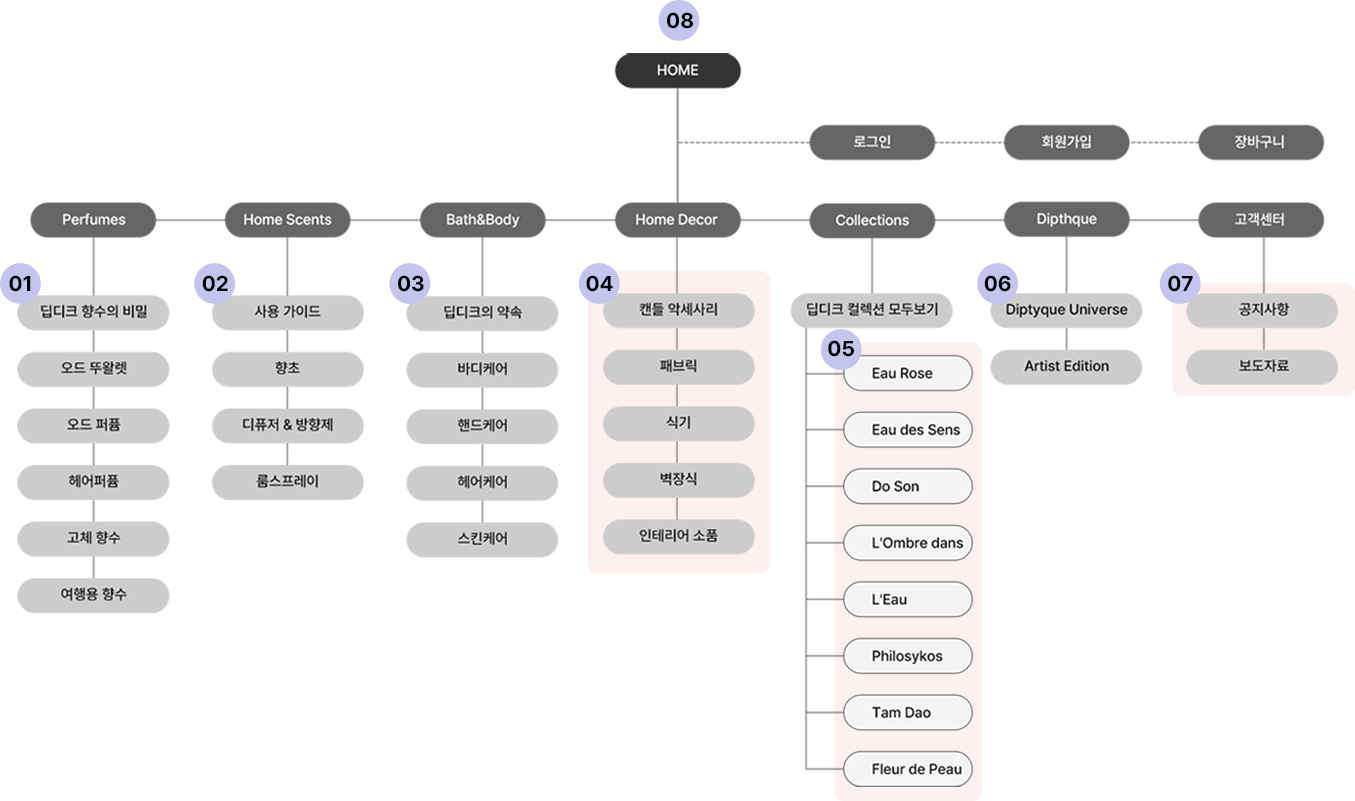 08
HOME
로그인
회원가입
장바구니
Perfumes
Home Scents
Bath&Body
Home Decor
Collections
Dipthque
고객센터
01
딥디크 향수의 비밀
오드 뚜왈렛
오드 퍼퓸
헤어퍼퓸
고체 향수
여행용 향수
02
사용 가이드
향초
디퓨저 & 방향제
룸스프레이
03
딥디크의 약속
바디케어
핸드케어
헤어케어
스킨케어
04
캔들 악세사리
패브릭
식기
벽장식
인테리어 소품
딥디크 컬렉션 모두보기
05
Eau Rose
Eau des Sens
Do Son
L'Ombre dans
L'Eau
Philosykos
Tam Dao
Fleur de Peau
06
Diptyque Universe
Artist Edition
07
공지사항
보도자료